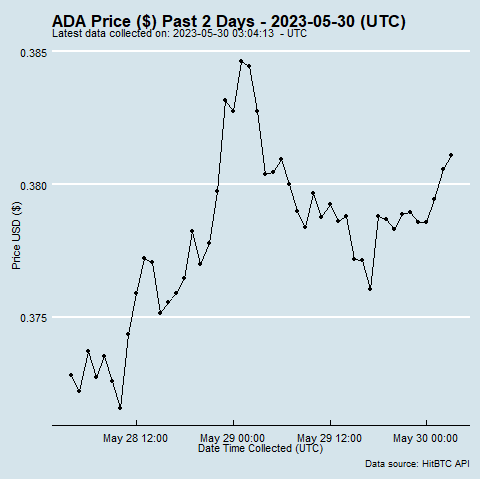 ADA Price ($) Past 2 Days - 2023-05-30 (UTC)
Latest data collected on: 2023-05-30 03:04:13  - UTC
0.385
0.380
0.375
Price USD ($)
May 28 12:00
May 29 00:00
May 29 12:00
May 30 00:00
Date Time Collected (UTC)
Data source: HitBTC API